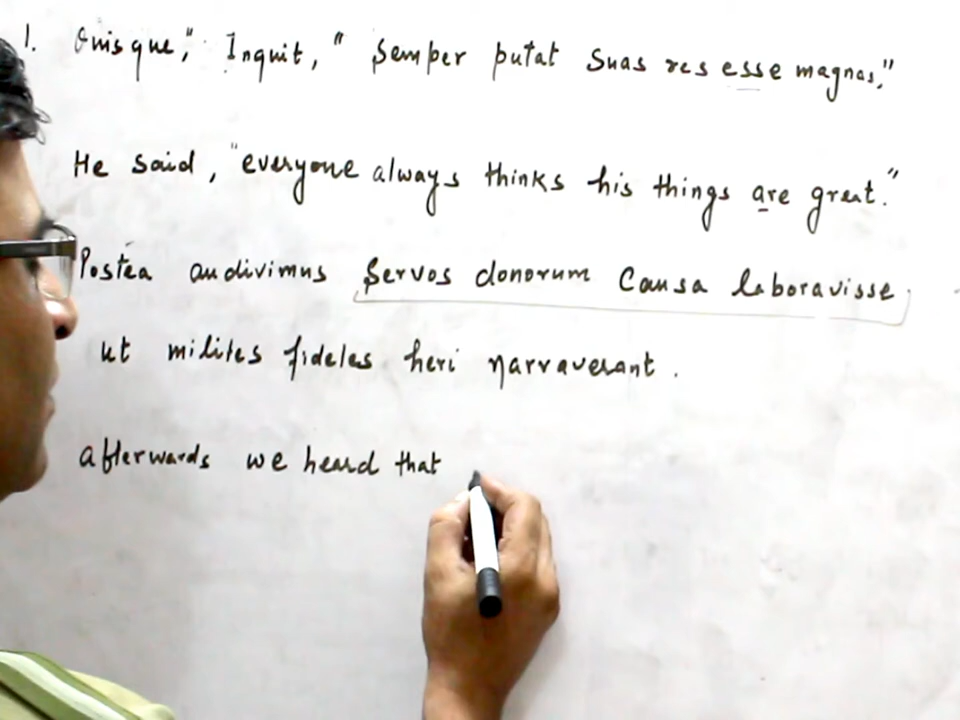 1. Quisque," Inquit, "Semper putat Suas res esse magnas."
He said, "everyone always thinks his things are great."
Postea audivimus Servos donorum Causa laboravisse
ut milites fideles heri narraverant.
afterwards we heard that